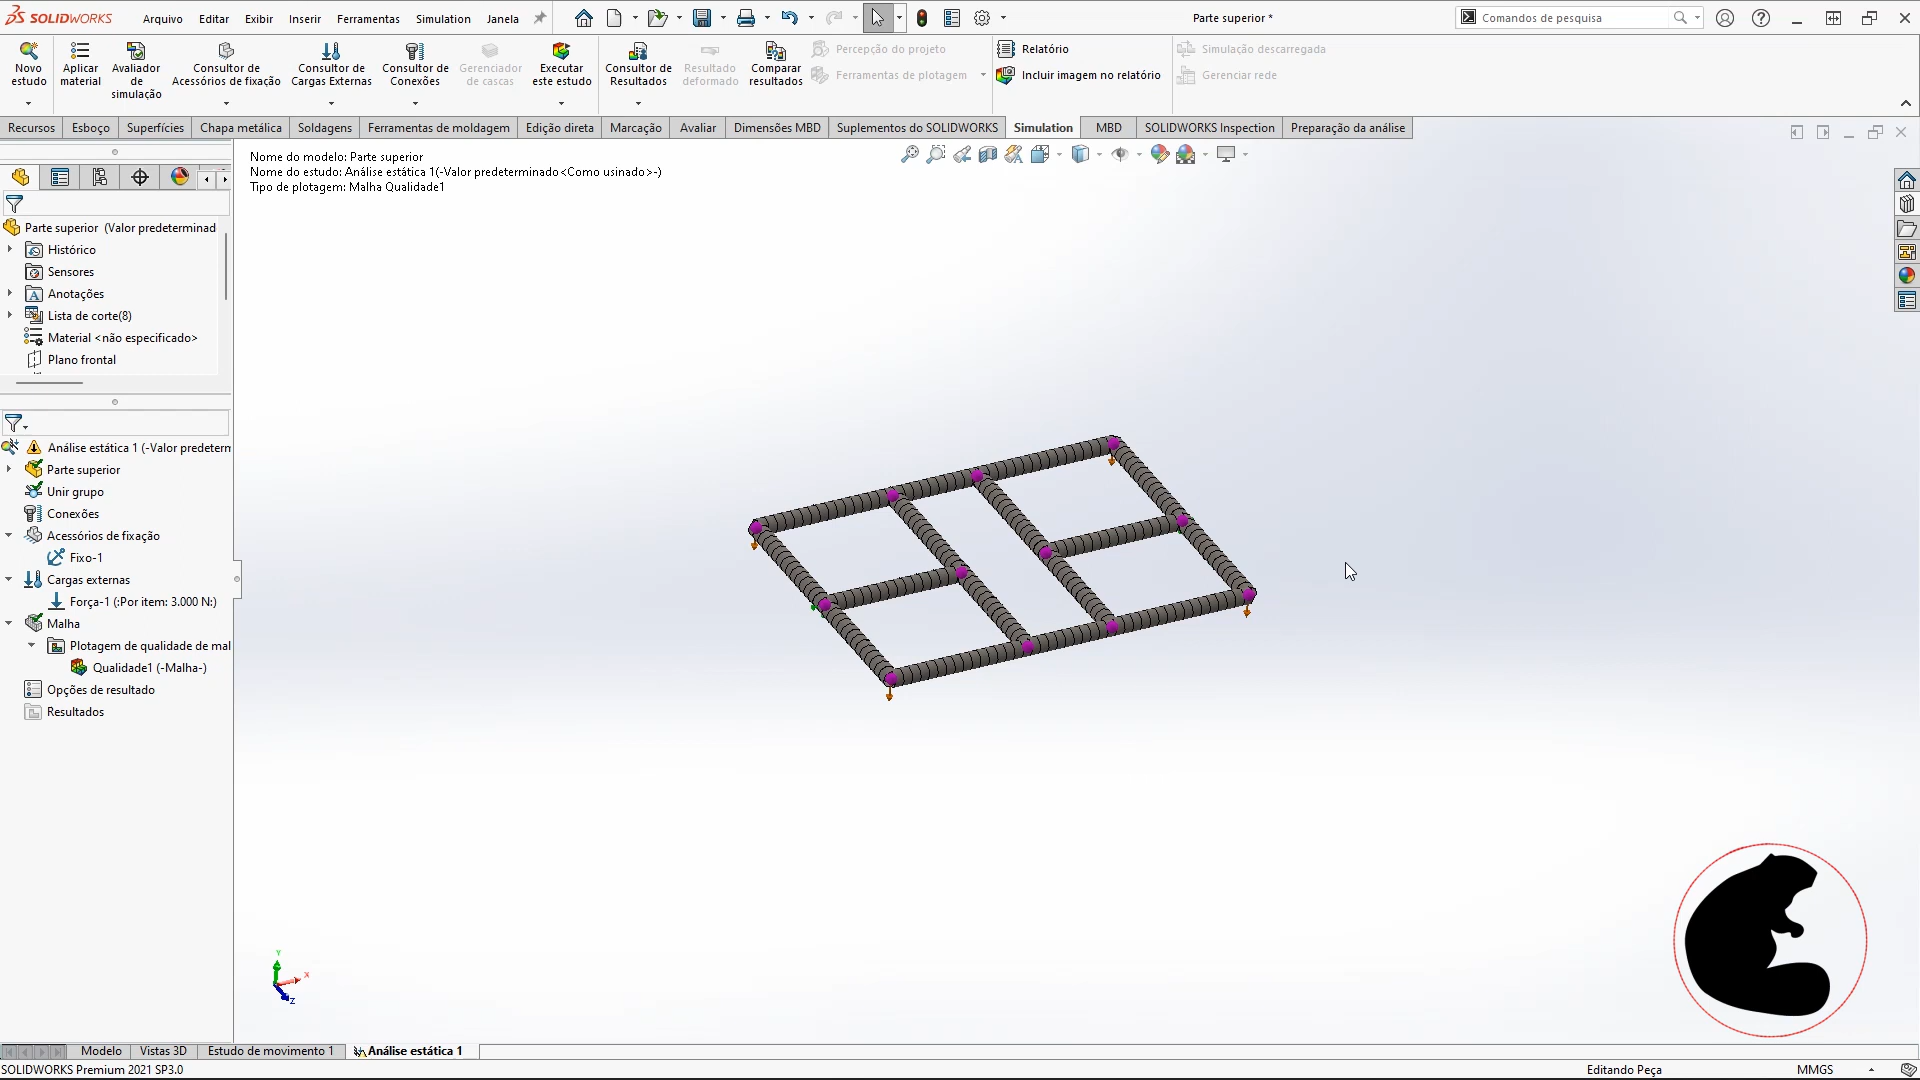 SOLIDWORKS
Arquivo Editar Exibir Inserir Ferramentas Simulation Janela
Parte superior *
Comandos de pesquisa
Novo estudo
Aplicar material
Avaliador de simulação
Consultor de Acessórios de fixação
Consultor de Cargas Externas
Consultor de Conexões
Gerenciador de cascas
Executar este estudo
Consultor de Resultados
Resultado deformado
Comparar resultados
Percepção do projeto
Ferramentas de plotagem
Relatório
Incluir imagem no relatório
Simulação descarregada
Gerenciar rede
Recursos Esboço Superfícies Chapa metálica Soldagens Ferramentas de moldagem Edição direta Marcação Avaliar Dimensões MBD Suplementos do SOLIDWORKS Simulation MBD SOLIDWORKS Inspection Preparação da análise
Nome do modelo: Parte superior
Nome do estudo: Análise estática 1(-Valor predeterminado<Como usinado>-)
Tipo de plotagem: Malha Qualidade1
Parte superior (Valor predeterminad
Histórico
Sensores
Anotações
Lista de corte(8)
Material <não especificado>
Plano frontal
Análise estática 1 (-Valor predeterm
Parte superior
Unir grupo
Conexões
Acessórios de fixação
Fixo-1
Cargas externas
Força-1 (:Por item: 3.000 N:)
Malha
Plotagem de qualidade de mal
Qualidade1 (-Malha-)
Opções de resultado
Resultados
Y
X
Z
Modelo Vistas 3D Estudo de movimento 1 Análise estática 1
SOLIDWORKS Premium 2021 SP3.0
Editando Peça
MMGS